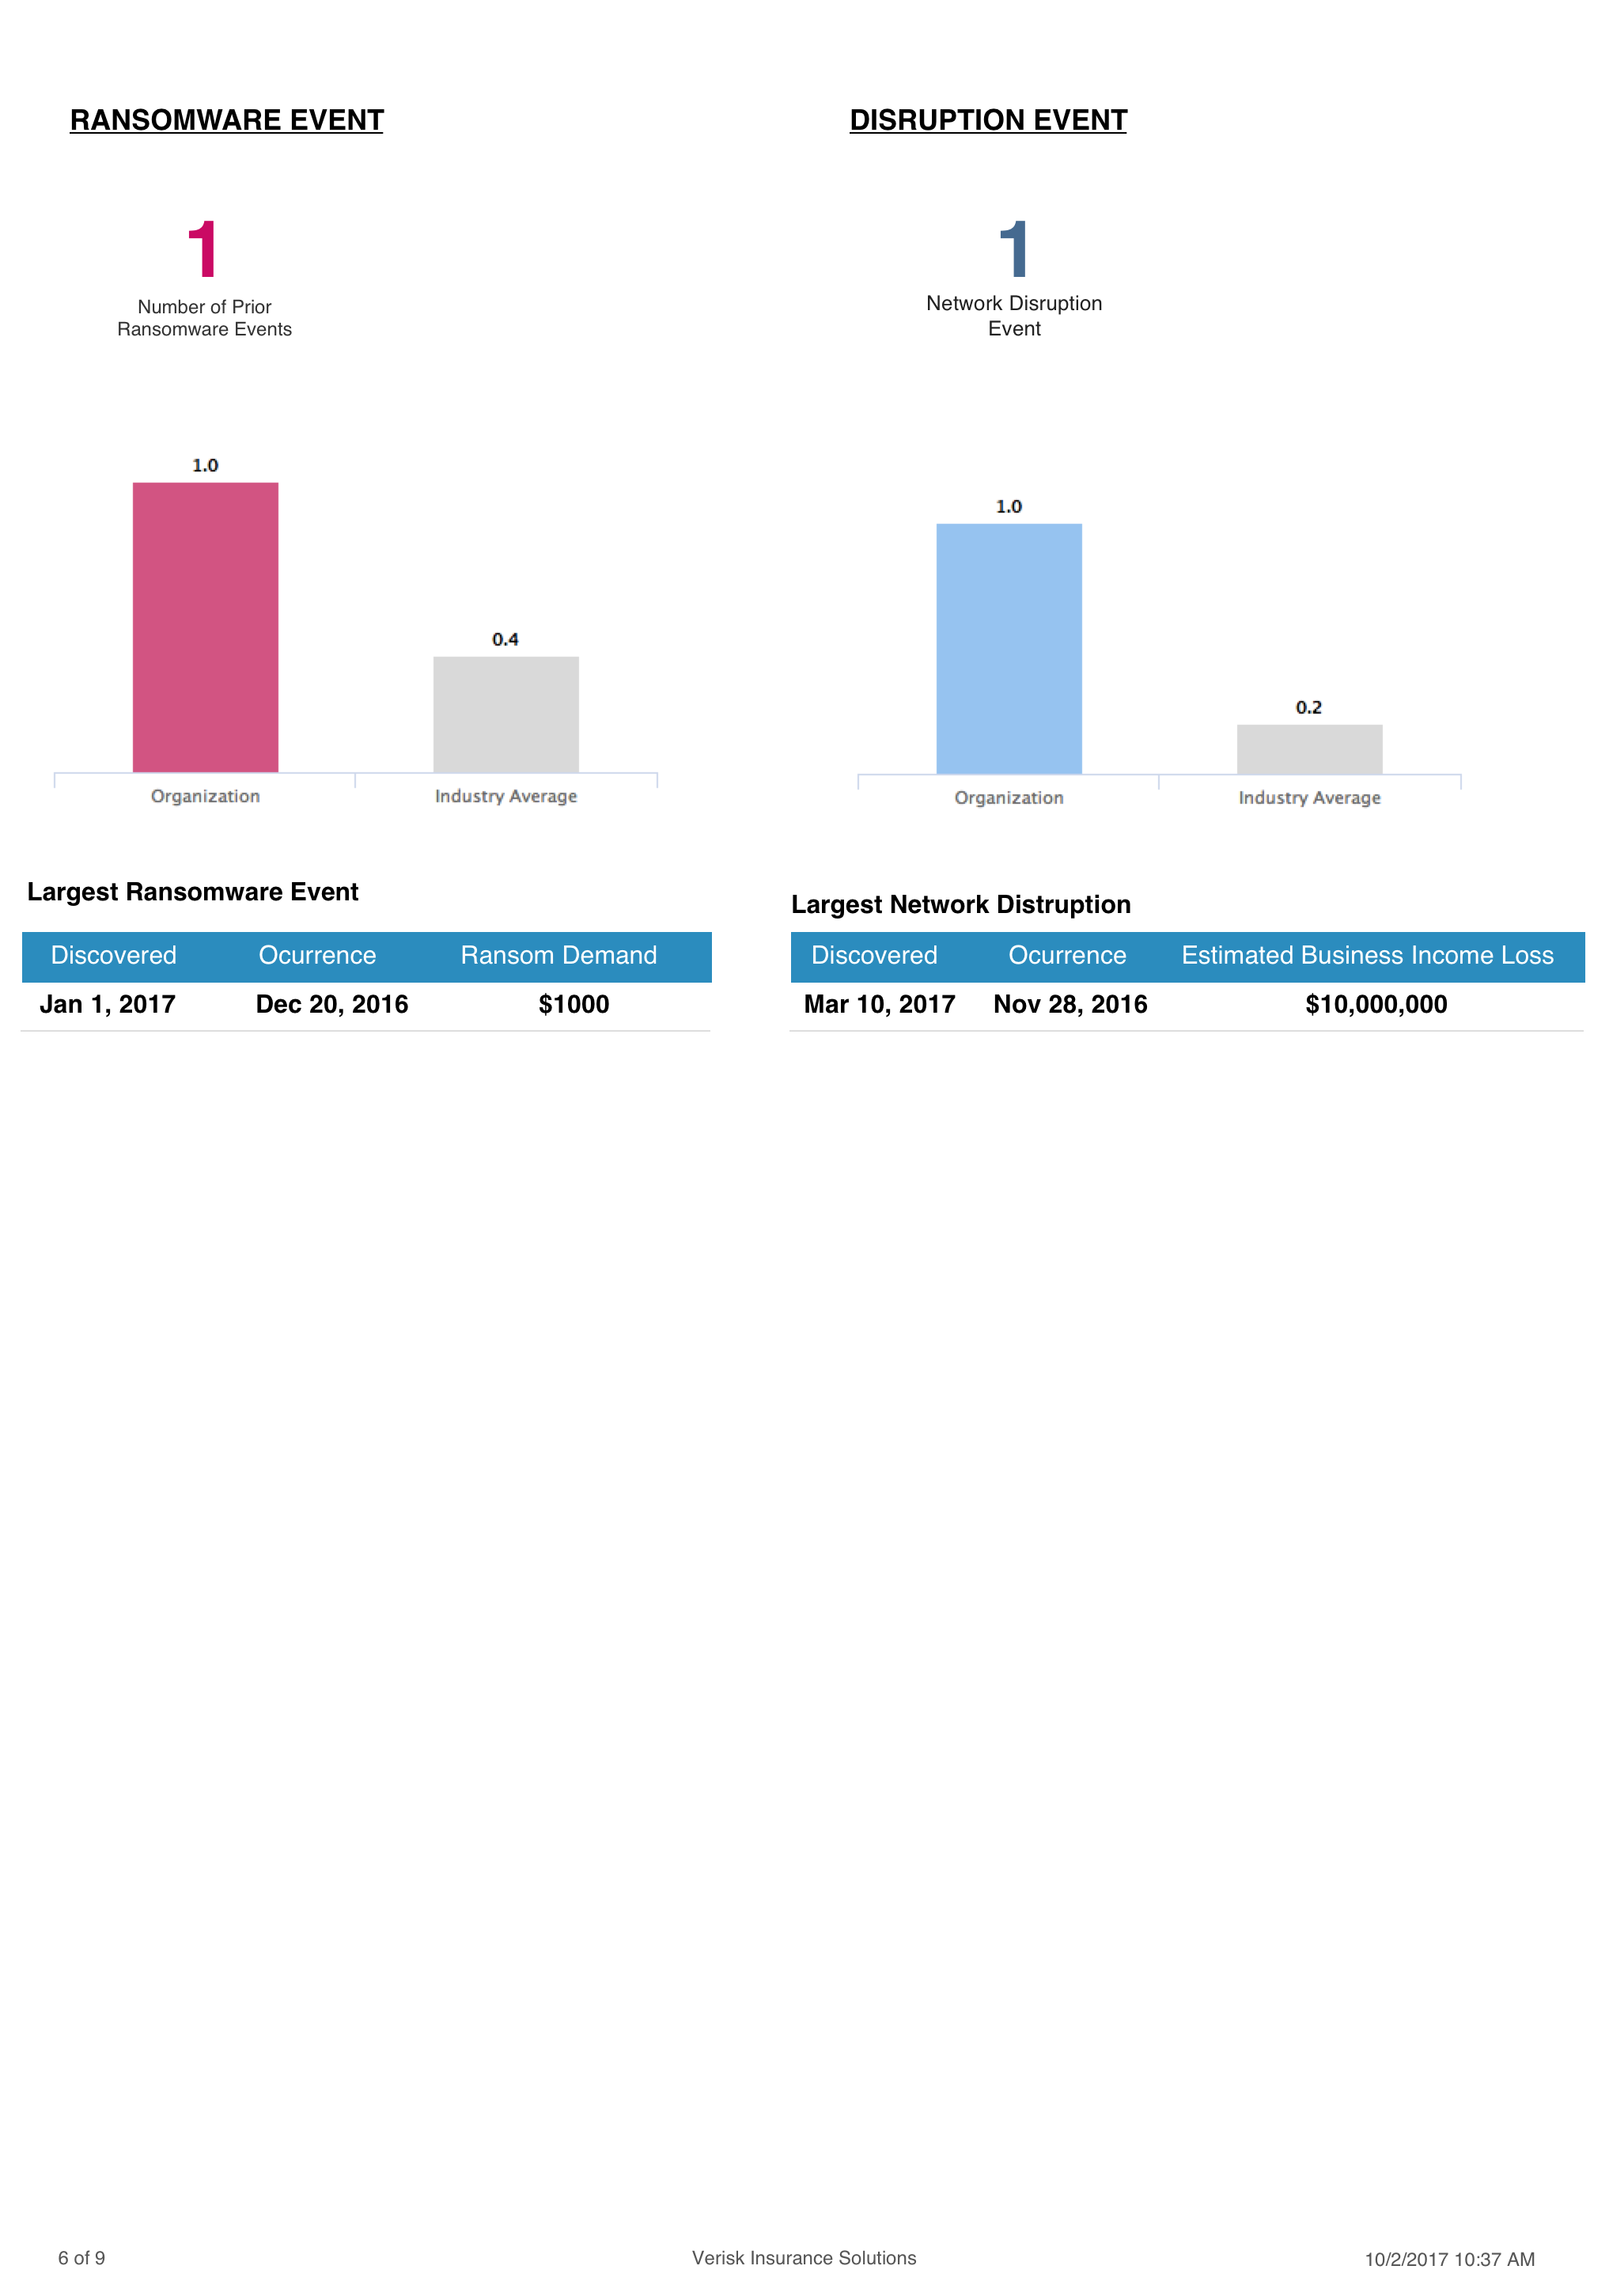 RANSOMWARE EVENT
1
Number of Prior
Ransomware Events
1.0
0.4
Organization Industry Average
Largest Ransomware Event
Discovered Ocurrence Ransom Demand
Jan 1, 2017 Dec 20, 2016 $1000
DISRUPTION EVENT
1
Network Disruption
Event
1.0
0.2
Organization Industry Average
Largest Network Distruption
Discovered Ocurrence Estimated Business Income Loss
Mar 10, 2017 Nov 28, 2016 $10,000,000
6 of 9 Verisk Insurance Solutions 10/2/2017 10:37 AM